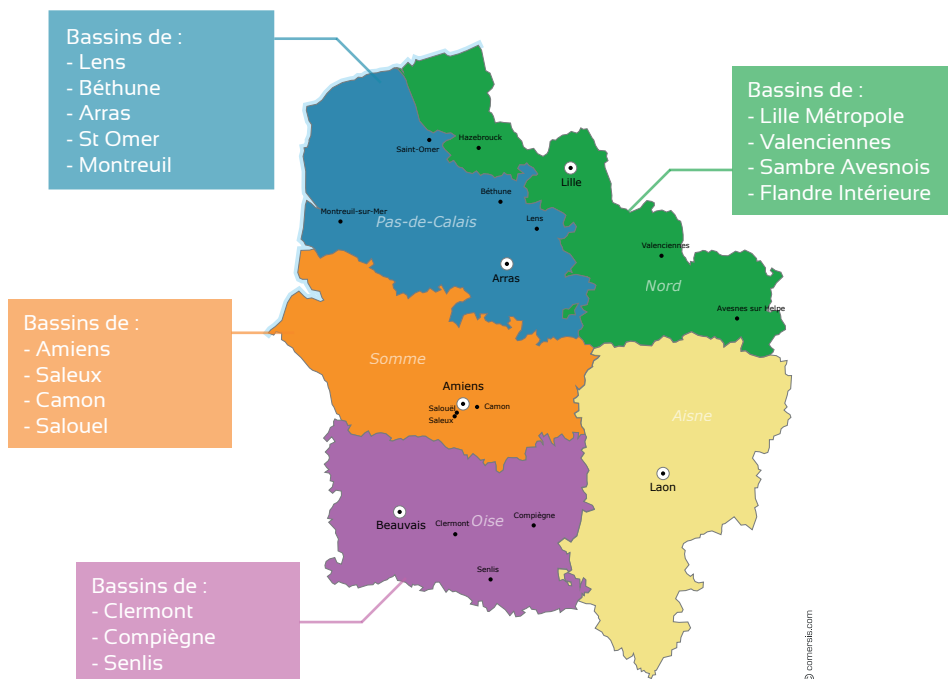 Bassins de :
- Lens
- Béthune
- Arras
- St Omer
- Montreuil
Bassins de :
- Lille Métropole
- Valenciennes
- Sambre Avesnois
- Flandre Intérieure
Bassins de :
- Amiens
- Saleux
- Camon
- Salouel
Bassins de :
- Clermont
- Compiègne
- Senlis
Hazebrouck
Saint-Omer
Lille
Béthune
Montreuil-sur-Mer
Pas-de-Calais
Lens
Valenciennes
Arras
Nord
Avesnes sur Helpe
Somme
Amiens
Salouël
Camon
Saleux
Aisne
Laon
Beauvais
Clermont
Oise
Compiègne
Senlis
© comersis.com